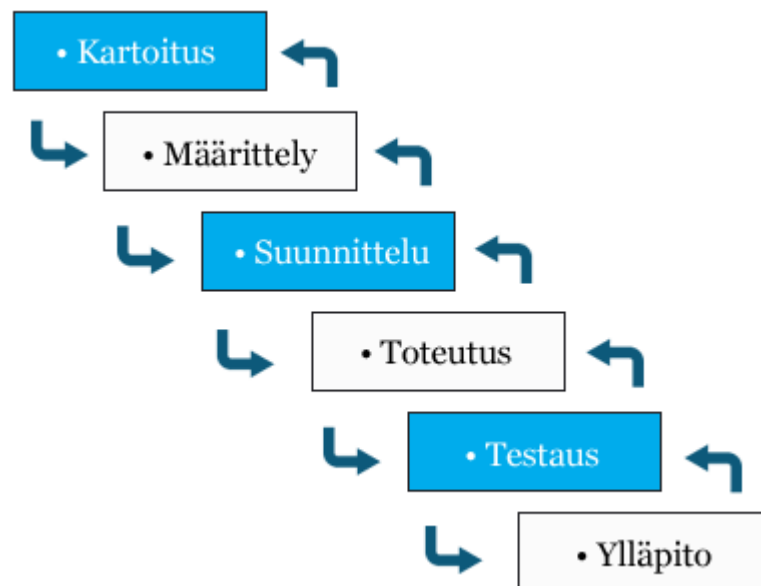 • Kartoitus
• Määrittely
• Suunnittelu
• Toteutus
• Testaus
• Ylläpito